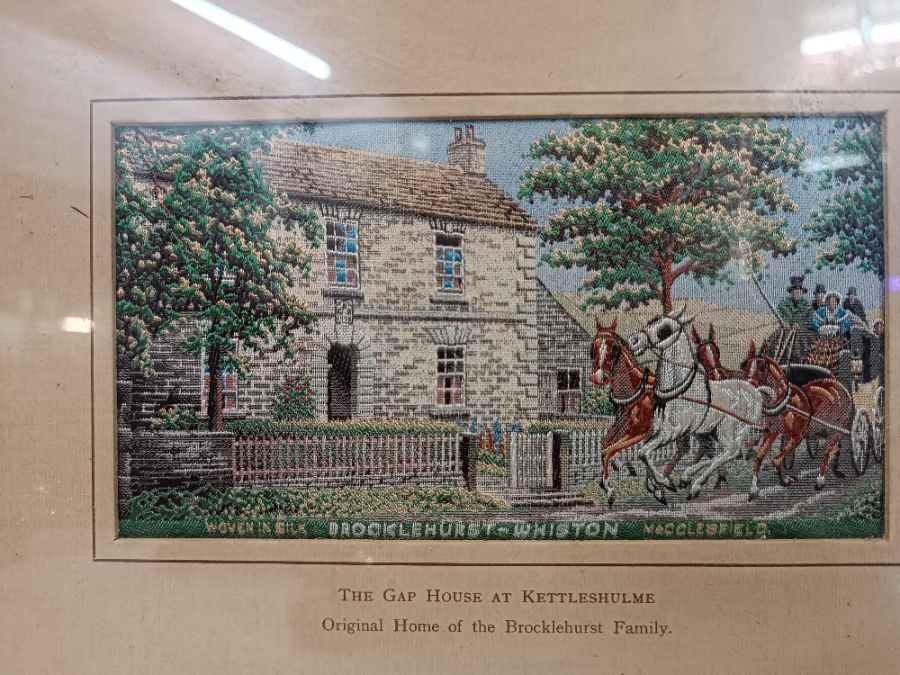 WOVEN IN SILK BROCKLEHURST-WHISTON MACCLESFIELD
THE GAP HOUSE AT KETTLESHULME
Original Home of the Brocklehurst Family.